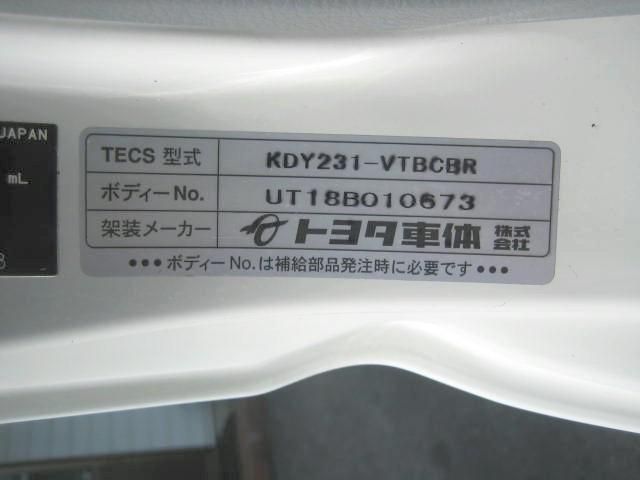 JAPAN
mL
TECS 型式 KDY231-VTBCBR
ボディーNo. UT18B010673
架装メーカー トヨタ車体 株式会社
•••ボディーNo.は補給部品発注時に必要です•••